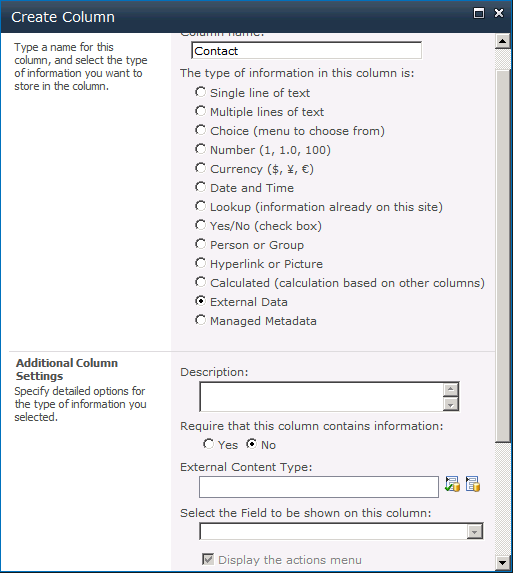 Create Column
Type a name for this
column, and select the type
of information you want to
store in the column.
Column name:
Contact
The type of information in this column is:
Single line of text
Multiple lines of text
Choice (menu to choose from)
Number (1, 1.0, 100)
Currency ($, ¥, €)
Date and Time
Lookup (information already on this site)
Yes/No (check box)
Person or Group
Hyperlink or Picture
Calculated (calculation based on other columns)
External Data
Managed Metadata
Additional Column
Settings
Specify detailed options for
the type of information you
selected.
Description:
Require that this column contains information:
Yes No
External Content Type:
Select the Field to be shown on this column:
Display the actions menu